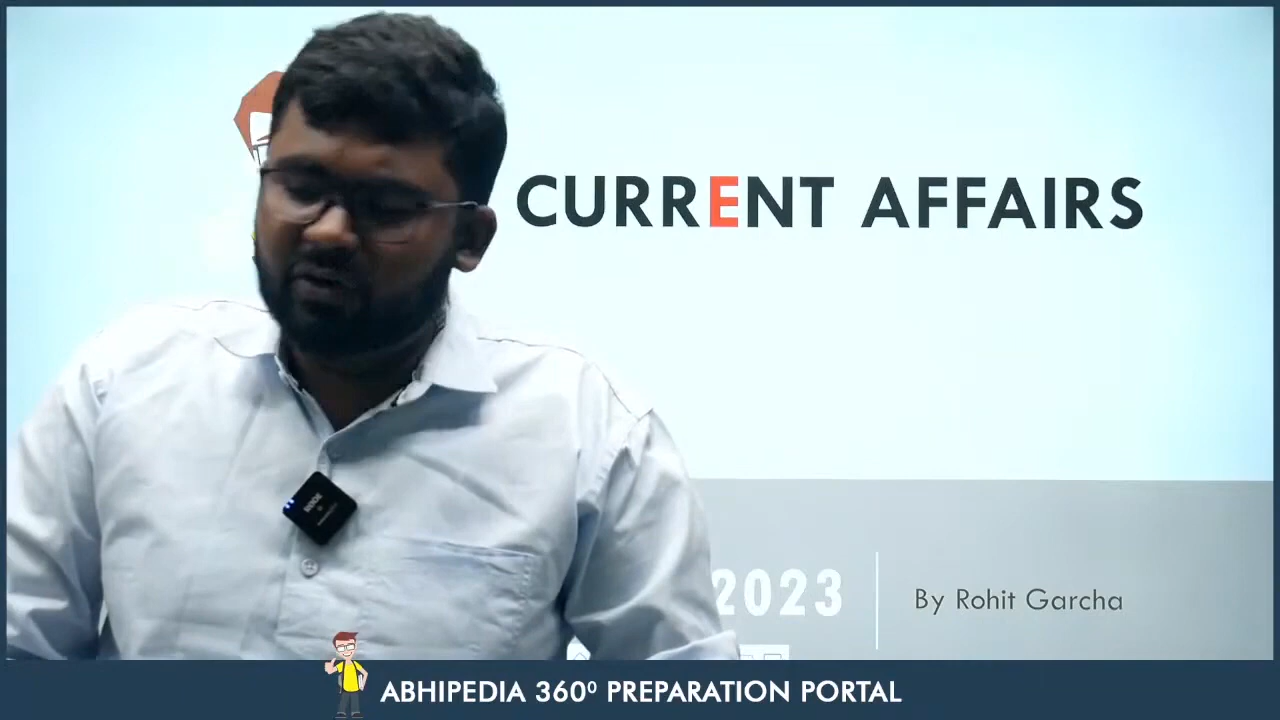 CURRENT AFFAIRS
2023
By Rohit Garcha
ABHIPEDIA 360⁰ PREPARATION PORTAL